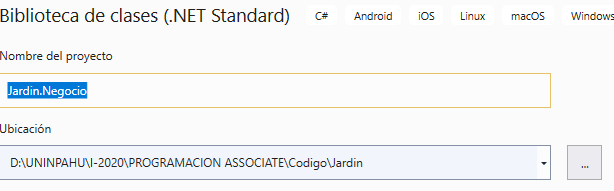 Biblioteca de clases (.NET Standard) C# Android iOS Linux macOS Windows
Nombre del proyecto
Jardin.Negocio
Ubicación
D:\UNINPAHU\I-2020\PROGRAMACION ASSOCIATE\Codigo\Jardin ...